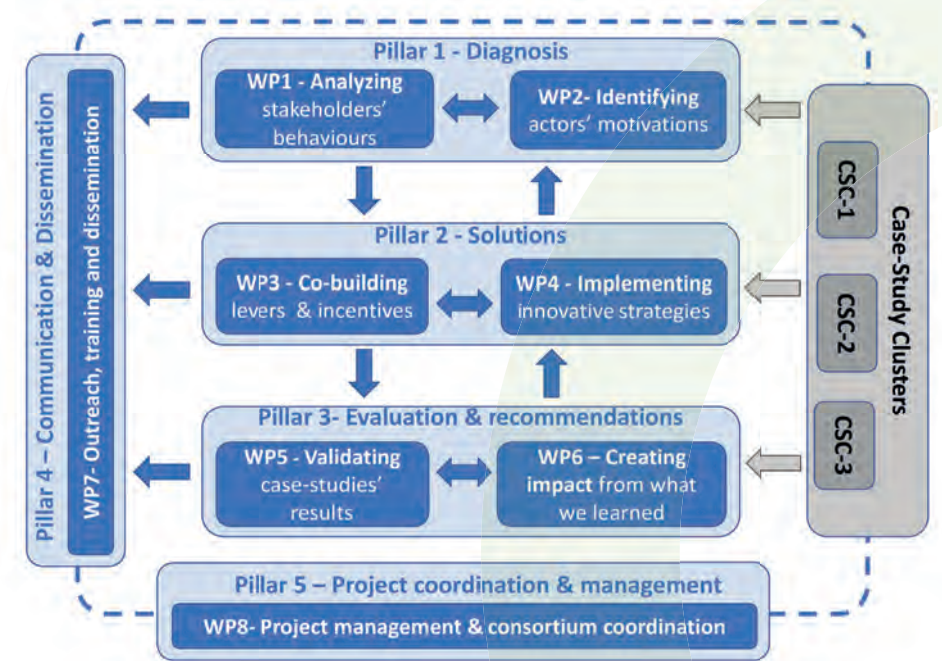 Pillar 1 - Diagnosis
WP1 - Analyzing
stakeholders’
behaviours
WP2- Identifying
actors’ motivations
Pillar 2 - Solutions
WP3 - Co-building
levers & incentives
WP4 - Implementing
innovative strategies
Pillar 3- Evaluation & recommendations
WP5 - Validating
case-studies’
results
WP6 – Creating
impact from what
we learned
Pillar 4 – Communication & Dissemination
WP7- Outreach, training and dissemination
CSC-1
CSC-2
CSC-3
Case-Study Clusters
Pillar 5 – Project coordination & management
WP8- Project management & consortium coordination